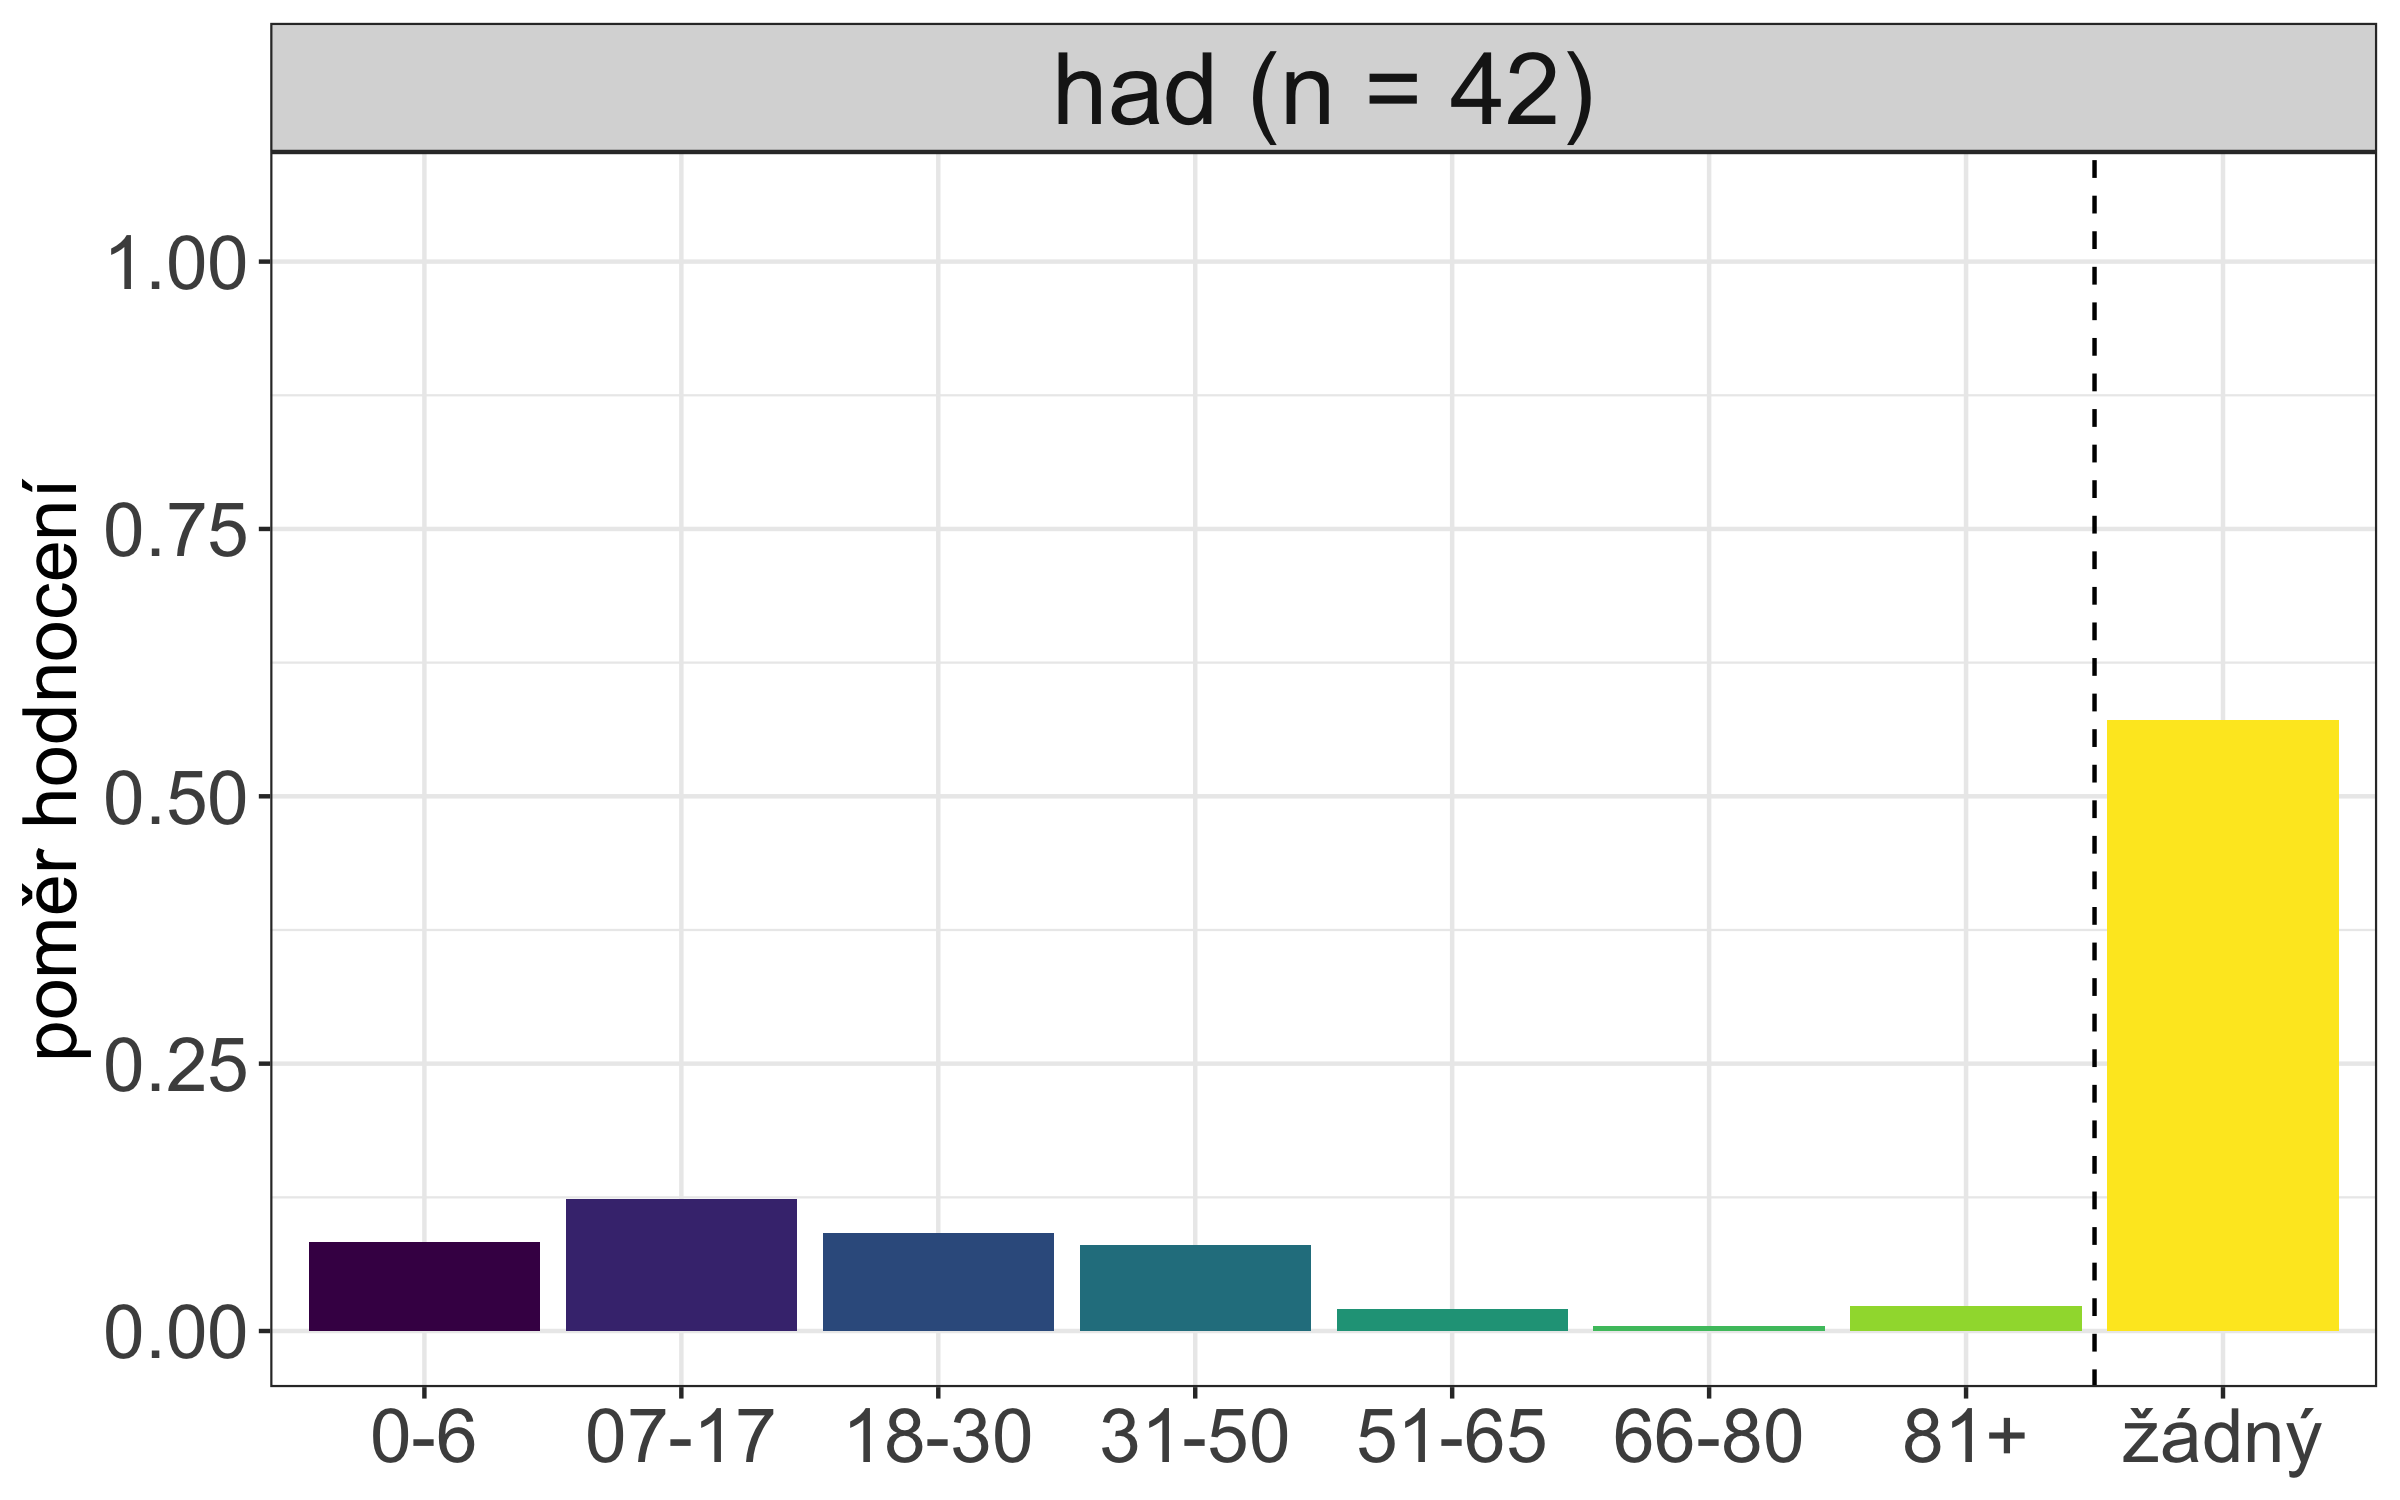 had (n = 42)
poměr hodnocení
1.00
0.75
0.50
0.25
0.00
0-6 07-17 18-30 31-50 51-65 66-80 81+ žádný